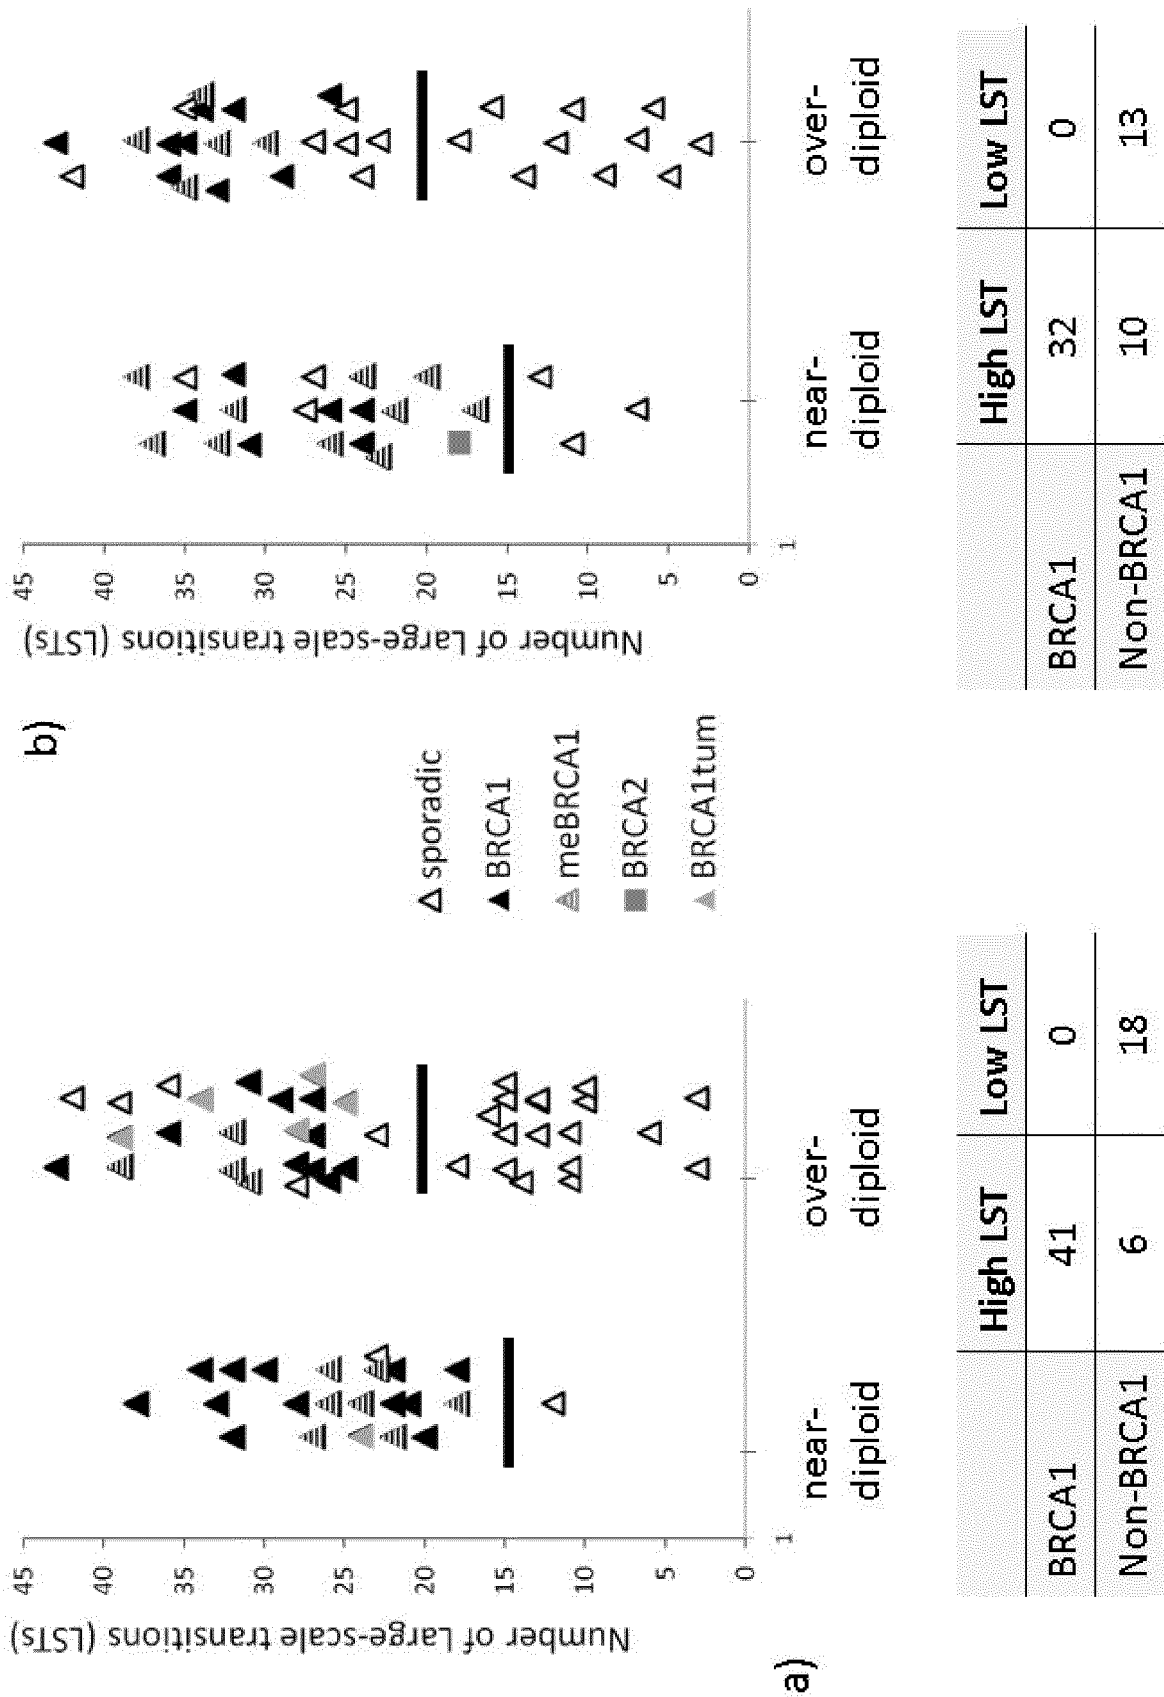 a)
Number of Large-scale transitions (LSTs)
45
40
35
30
25
20
15
10
5
0
1
near-
diploid
over-
diploid
High LST Low LST
BRCA1 41 0
Non-BRCA1 6 18
sporadic
BRCA1
meBRCA1
BRCA2
BRCA1tum
b)
Number of Large-scale transitions (LSTs)
45
40
35
30
25
20
15
10
5
0
1
near-
diploid
over-
diploid
High LST Low LST
BRCA1 32 0
Non-BRCA1 10 13